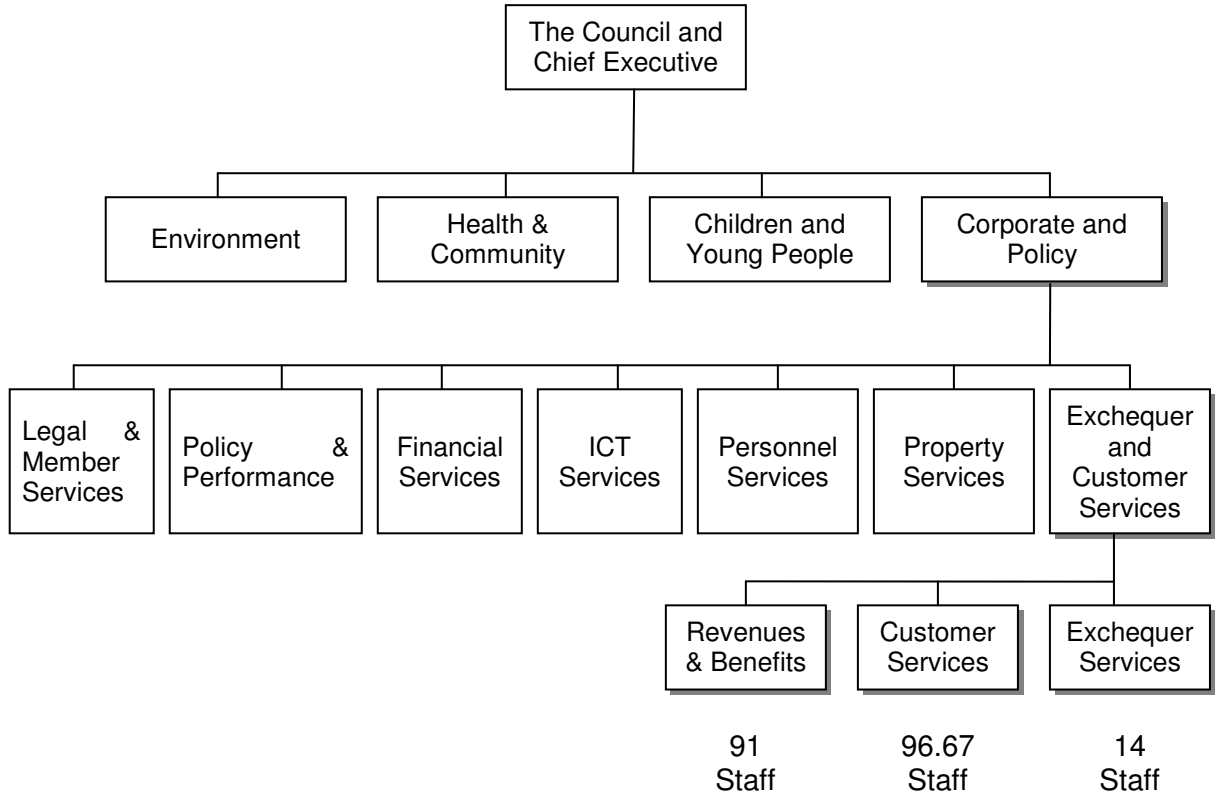 The Council and
Chief Executive
Environment
Health &
Community
Children and
Young People
Corporate and
Policy
Legal &
Member
Services
Policy &
Performance
Financial
Services
ICT
Services
Personnel
Services
Property
Services
Exchequer
and
Customer
Services
Revenues
& Benefits
Customer
Services
Exchequer
Services
91
Staff
96.67
Staff
14
Staff